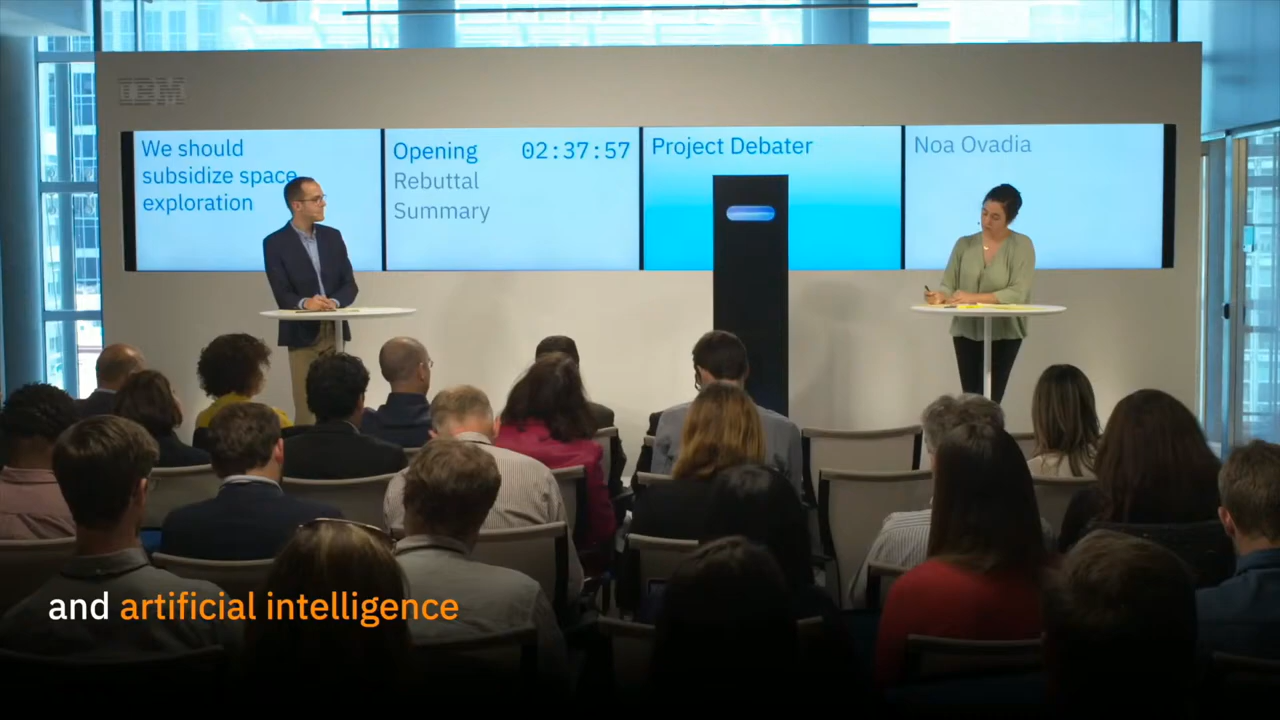 IBM
We should
subsidize space
exploration
Opening 02:37:57
Rebuttal
Summary
Project Debater
Noa Ovadia
and artificial intelligence